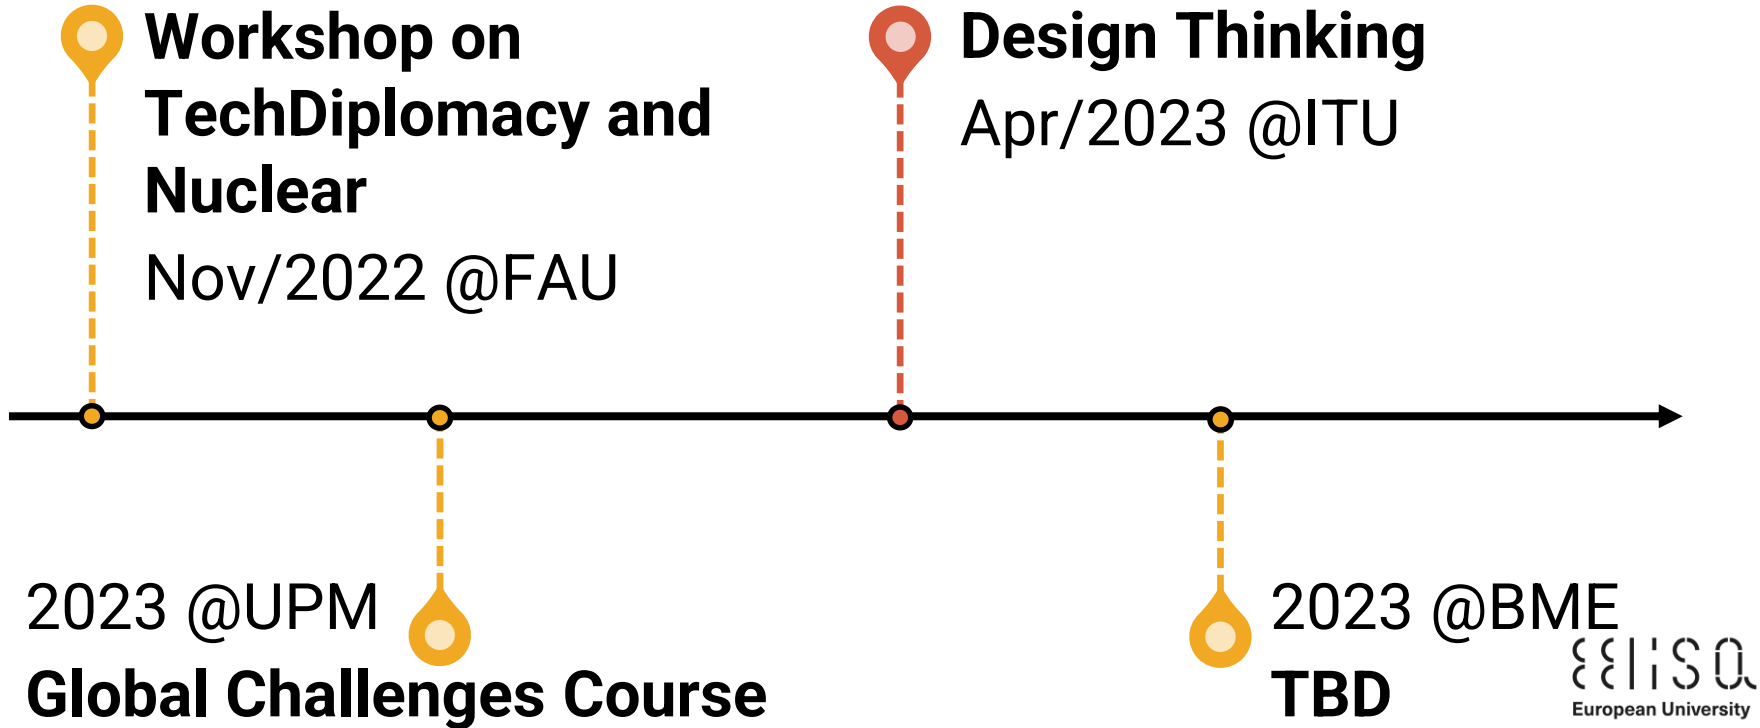 Workshop on
TechDiplomacy and
Nuclear
Nov/2022 @FAU
Design Thinking
Apr/2023 @ITU
2023 @UPM
Global Challenges Course
2023 @BME
TBD
EELISA
European University